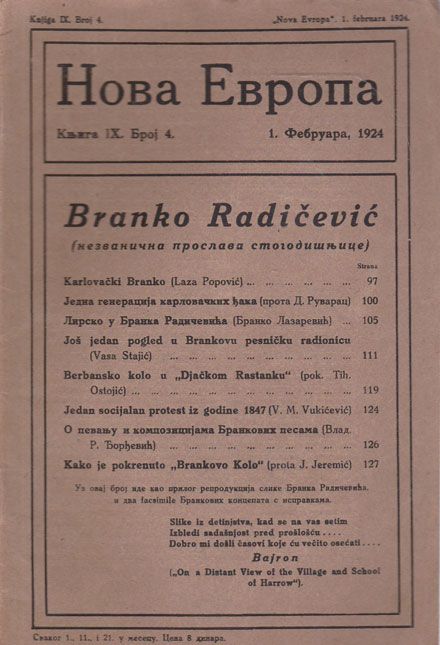 Knjiga IX. Broj 4. „Nova Evropa“. 1. februara 1924.
Нова Европа
Књига IX. Број 4. 1. Фебруара, 1924
Branko Radičević
(незванична прослава стогодишњице)
Strana
Karlovački Branko (Laza Popović) ... ... ... ... ... ... 97
Једна генерација карловачких ђака (прота Д. Руварац) 100
Лирско у Бранка Радичевића (Бранко Лазаревић) ... 105
Još jedan pogled u Brankovu pesničku radionicu
(Vasa Stajić) ... ... ... ... ... ... ... ... 111
Berbansko kolo u „Djačkom Rastanku“ (pok. Tih.
Ostojić) ... ... ... ... ... ... ... ... ... 119
Jedan socijalan protest iz godine 1847 (V. M. Vukićević) 124
О певању и композицијама Бранкових песама (Влад.
Р. Ђорђевић) ... ... ... ... ... ... ... ... 126
Kako je pokrenuto „Brankovo Kolo“ (prota J. Jeremić) 127
Уз овај број иде као прилог репродукција слике Бранка Радичевића,
и два facsimile Бранкових концепата с исправкама.
Slike iz detinjstva, kad se na vas setim
Izbledi sadašnjost pred prošlošću ....
Dobro mi došli časovi koje ću večito osećati ....
Bajron
(„On a Distant View of the Village and School
of Harrow“).
Сваког 1., 11., и 21. у месецу. Цена 8 динара.